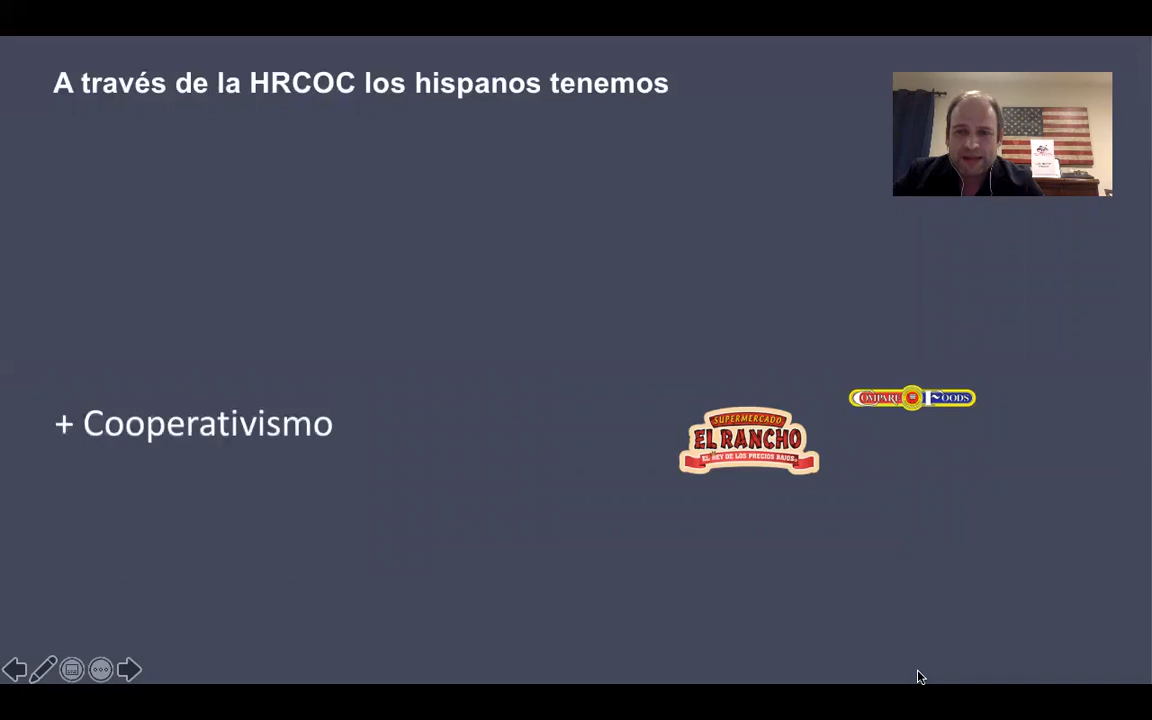 A través de la HRCOC los hispanos tenemos
+ Cooperativismo
COMPARE FOODS
SUPERMERCADO
EL RANCHO
EL REY DE LOS PRECIOS BAJOS